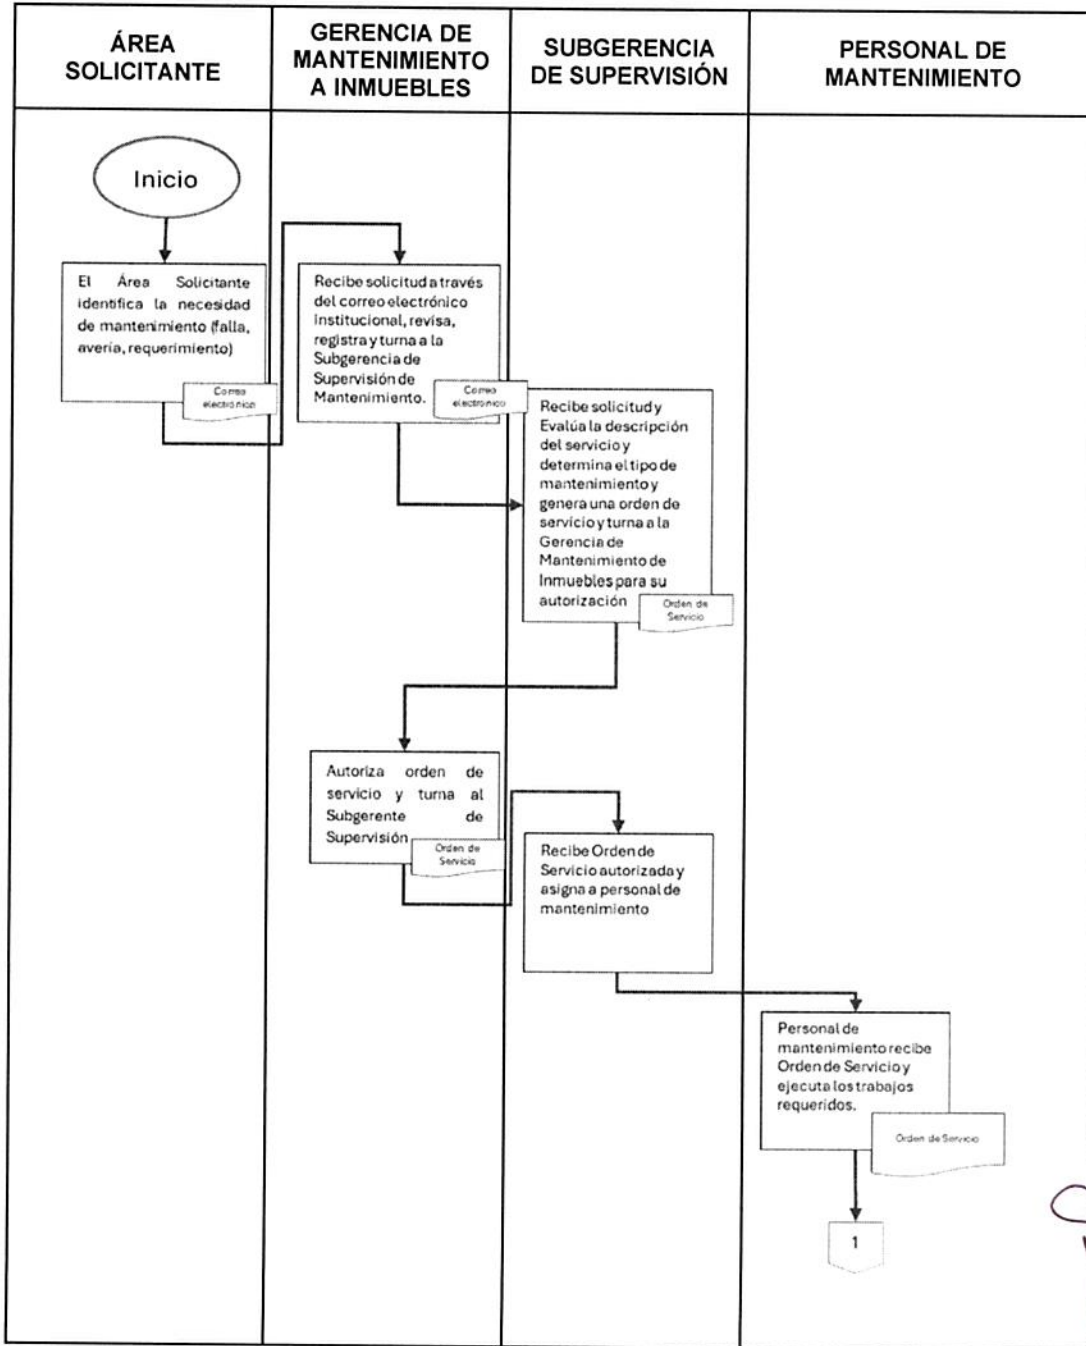 ÁREA
SOLICITANTE
GERENCIA DE
MANTENIMIENTO
A INMUEBLES
SUBGERENCIA
DE SUPERVISIÓN
PERSONAL DE
MANTENIMIENTO
Inicio
El Área Solicitante
identifica la necesidad
de mantenimiento (falla,
avería, requerimiento)
Correo
electrónico
Recibe solicitud a través
del correo electrónico
institucional, revisa,
registra y turna a la
Subgerencia de
Supervisión de
Mantenimiento.
Correo
electrónico
Recibe solicitud y
Evalúa la descripción
del servicio y
determina el tipo de
mantenimiento y
genera una orden de
servicio y turna a la
Gerencia de
Mantenimiento de
Inmuebles para su
autorización
Orden de
Servicio
Autoriza orden de
servicio y turna al
Subgerente de
Supervisión
Orden de
Servicio
Recibe Orden de
Servicio autorizada y
asigna a personal de
mantenimiento
Personal de
mantenimiento recibe
Orden de Servicio y
ejecuta los trabajos
requeridos.
Orden de Servicio
1